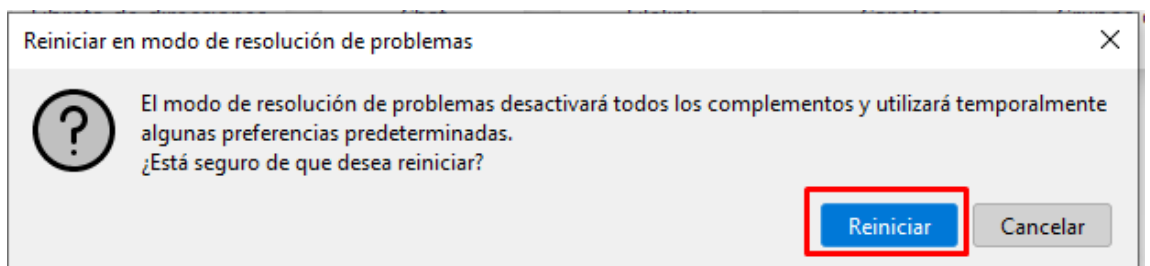 Reiniciar en modo de resolución de problemas
El modo de resolución de problemas desactivará todos los complementos y utilizará temporalmente
algunas preferencias predeterminadas.
¿Está seguro de que desea reiniciar?
Reiniciar
Cancelar